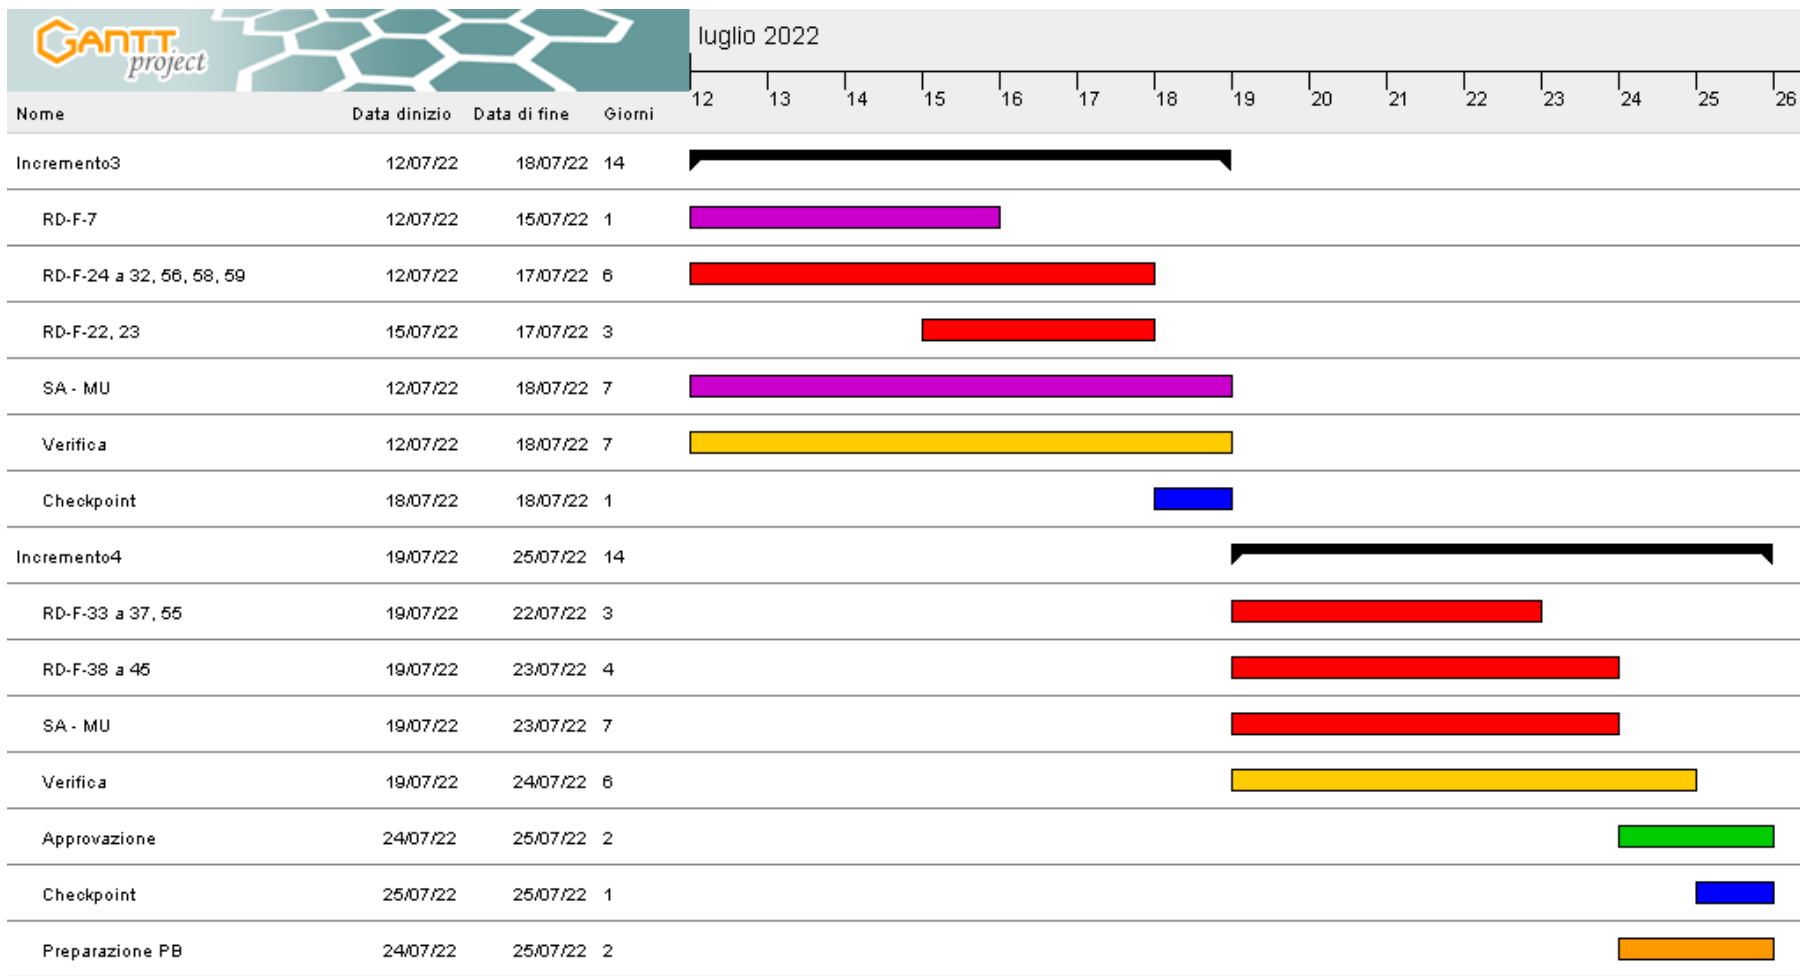 GANTT
project
luglio 2022
12 13 14 15 16 17 18 19 20 21 22 23 24 25 26
Nome Data dinizio Data di fine Giorni
Incremento3 12/07/22 18/07/22 14
RD-F-7 12/07/22 15/07/22 1
RD-F-24 a 32, 56, 58, 59 12/07/22 17/07/22 6
RD-F-22, 23 15/07/22 17/07/22 3
SA - MU 12/07/22 18/07/22 7
Verifica 12/07/22 18/07/22 7
Checkpoint 18/07/22 18/07/22 1
Incremento4 19/07/22 25/07/22 14
RD-F-33 a 37, 55 19/07/22 22/07/22 3
RD-F-38 a 45 19/07/22 23/07/22 4
SA - MU 19/07/22 23/07/22 7
Verifica 19/07/22 24/07/22 6
Approvazione 24/07/22 25/07/22 2
Checkpoint 25/07/22 25/07/22 1
Preparazione PB 24/07/22 25/07/22 2